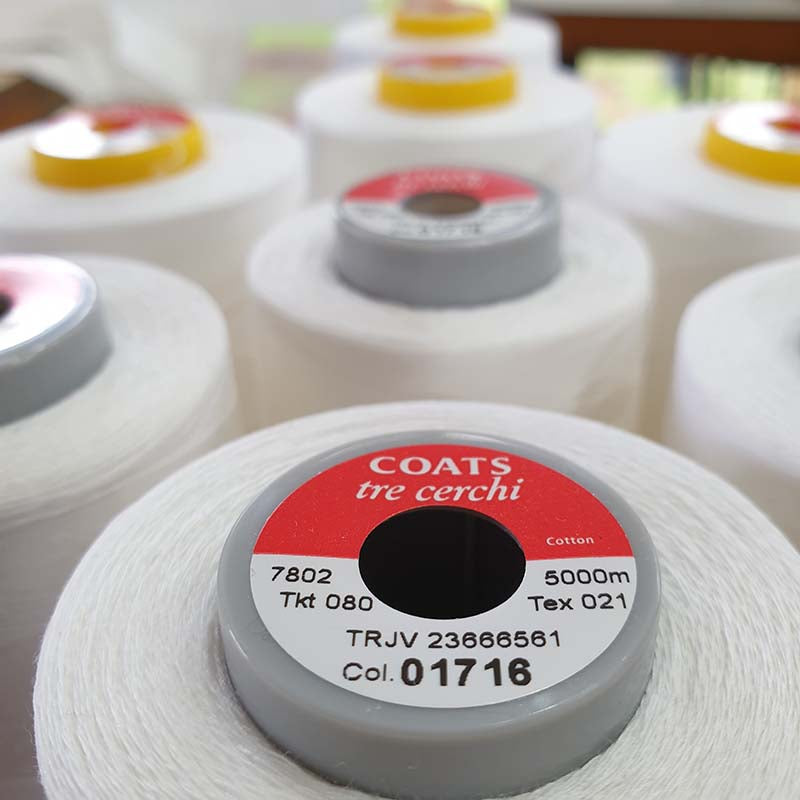 COATS
tre cerchi
Cotton
7802 5000m
Tkt 080 Tex 021
TRJV 23666561
Col. 01716